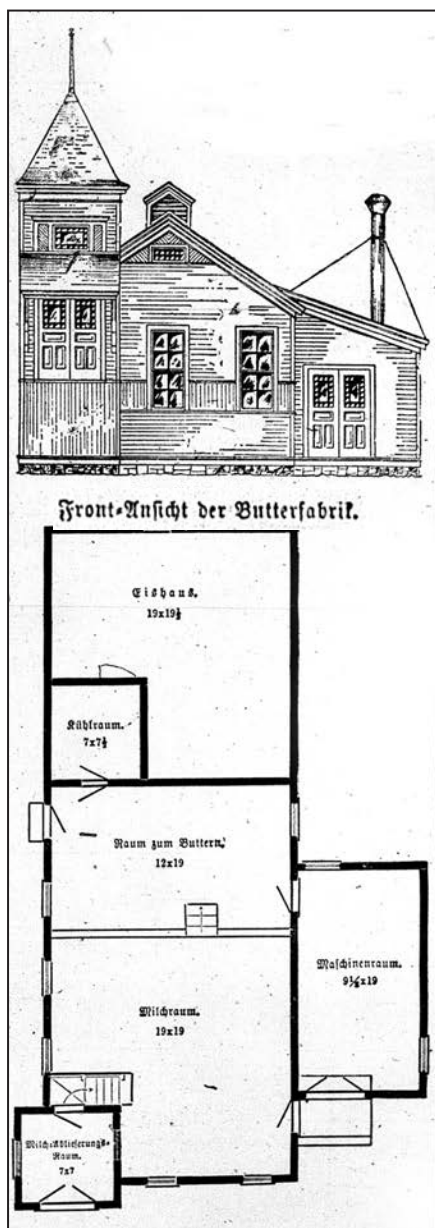 Front-Ansicht der Butterfabrik.
Eishaus.
19x19½
Kühlraum.
7x7½
Raum zum Buttern.
12x19
Maschinenraum.
9½x19
Milchraum.
19x19
Milch-Ablieferungs-
Raum.
7x7